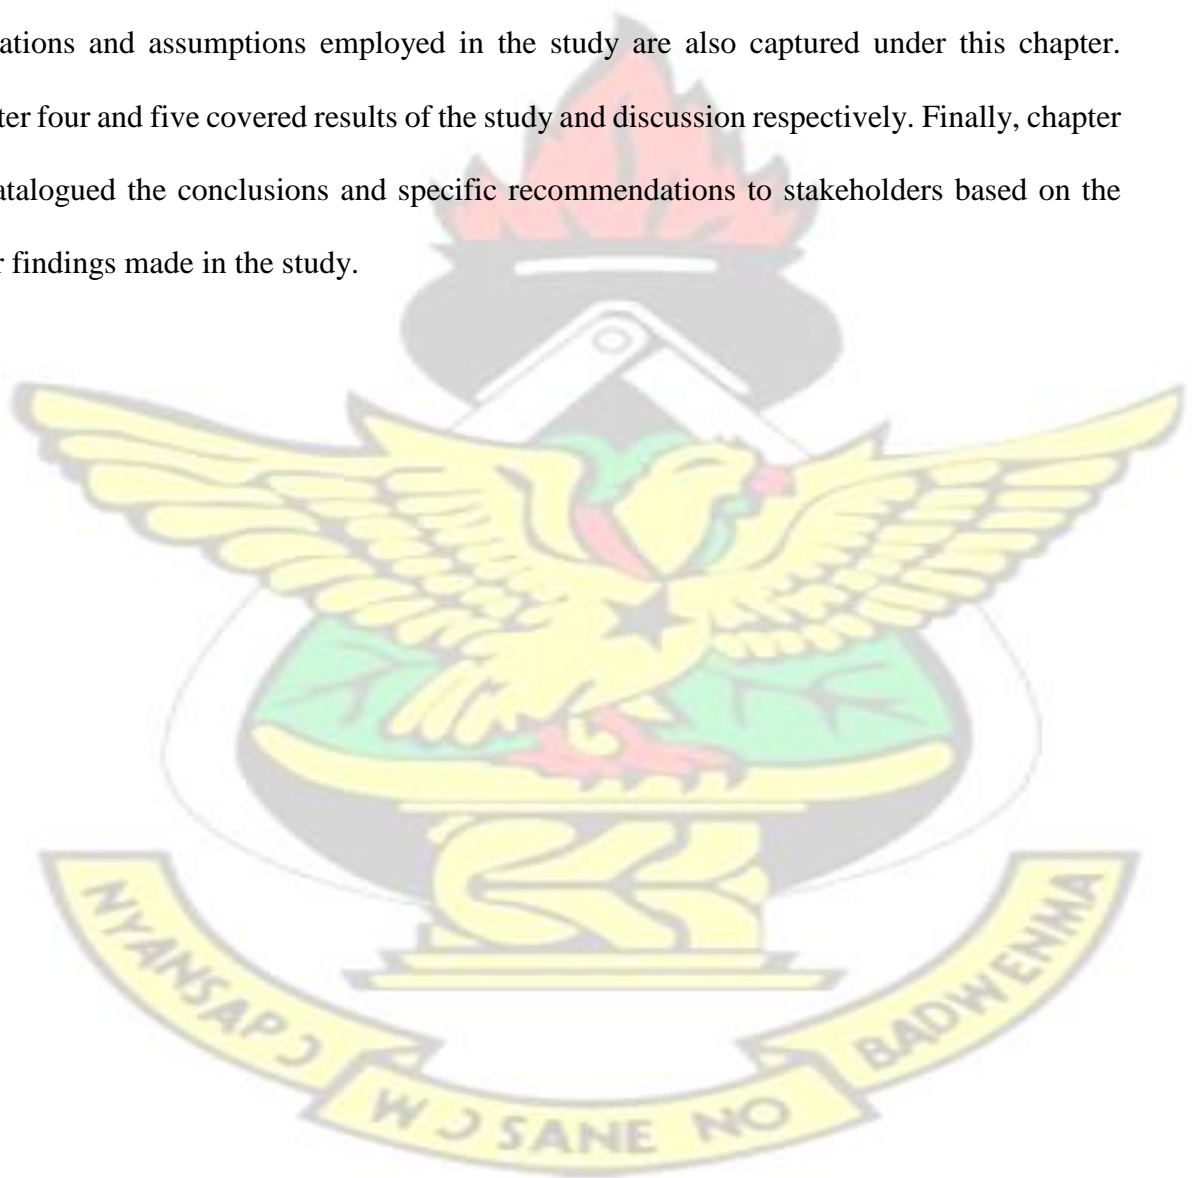 ations and assumptions employed in the study are also captured under this chapter.
ter four and five covered results of the study and discussion respectively. Finally, chapter
atalogued the conclusions and specific recommendations to stakeholders based on the
r findings made in the study.
NYANSAPƆ
WƆSANE NO
BADWENMA